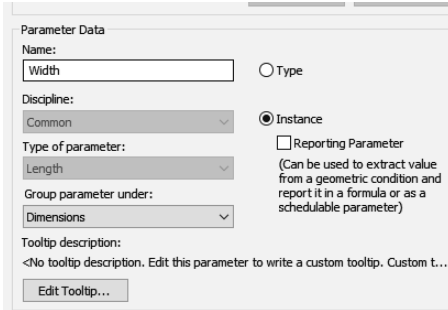 Parameter Data
Name:
Width
Type
Discipline:
Common
Instance
Type of parameter:
Reporting Parameter
Length
(Can be used to extract value
from a geometric condition and
report it in a formula or as a
schedulable parameter)
Group parameter under:
Dimensions
Tooltip description:
<No tooltip description. Edit this parameter to write a custom tooltip. Custom t...
Edit Tooltip...